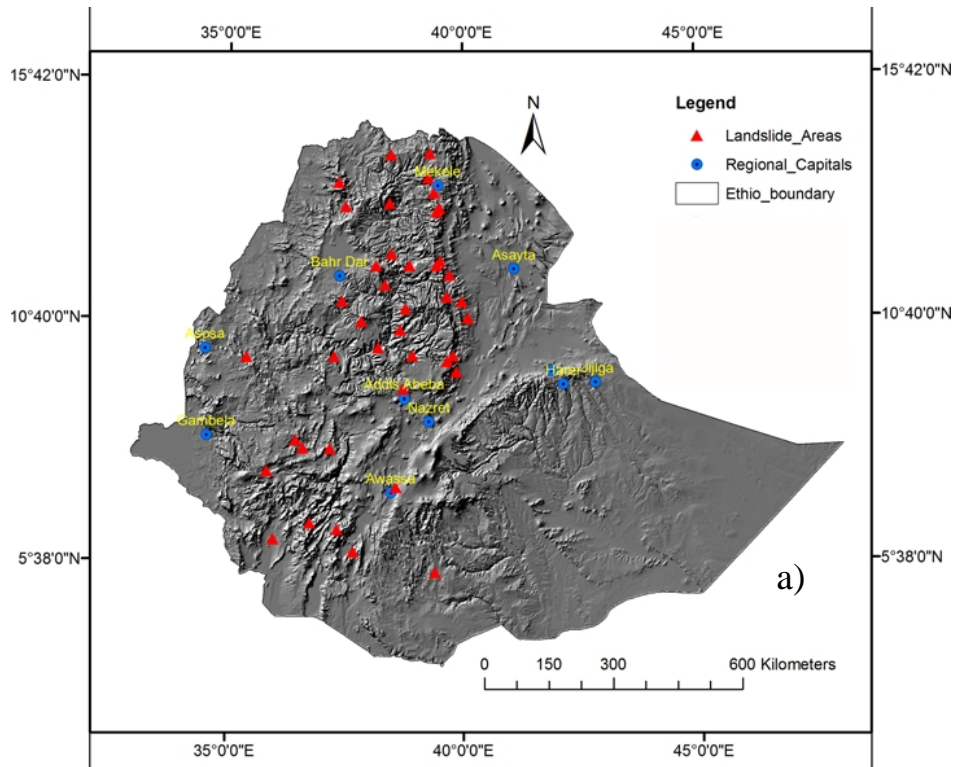 35°0'0"E 40°0'0"E 45°0'0"E
15°42'0"N 15°42'0"N
N
Legend
Landslide_Areas
Regional_Capitals
Ethio_boundary
Mekele
Bahr Dar
Asayta
10°40'0"N 10°40'0"N
Asosa
Jijiga
Addis Abeba
Nazret
Gambela
Awassa
5°38'0"N 5°38'0"N
a)
0 150 300 600 Kilometers
35°0'0"E 40°0'0"E 45°0'0"E